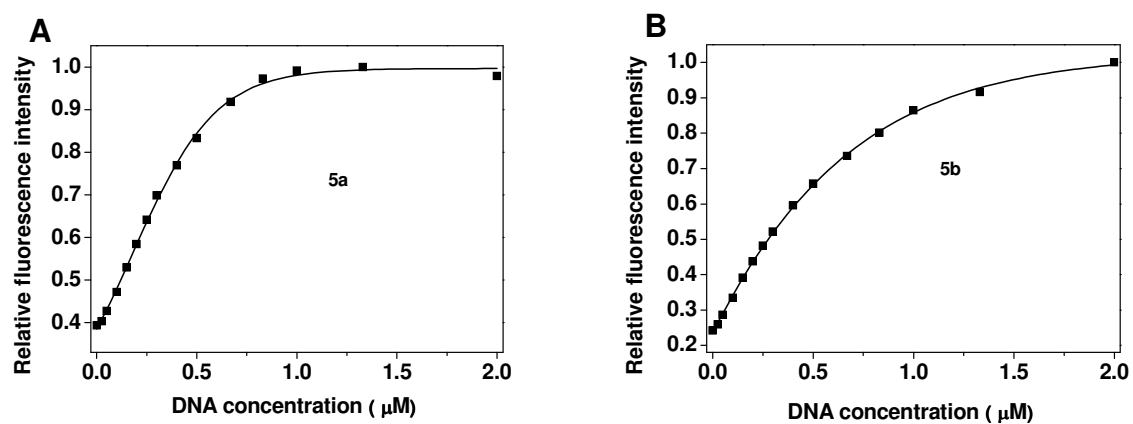 A
Relative fluorescence intensity
1.0
0.9
0.8
0.7
0.6
0.5
0.4
5a
0.0 0.5 1.0 1.5 2.0
DNA concentration ( μM)
B
Relative fluorescence intensity
1.0
0.9
0.8
0.7
0.6
0.5
0.4
0.3
0.2
5b
0.0 0.5 1.0 1.5 2.0
DNA concentration ( μM)